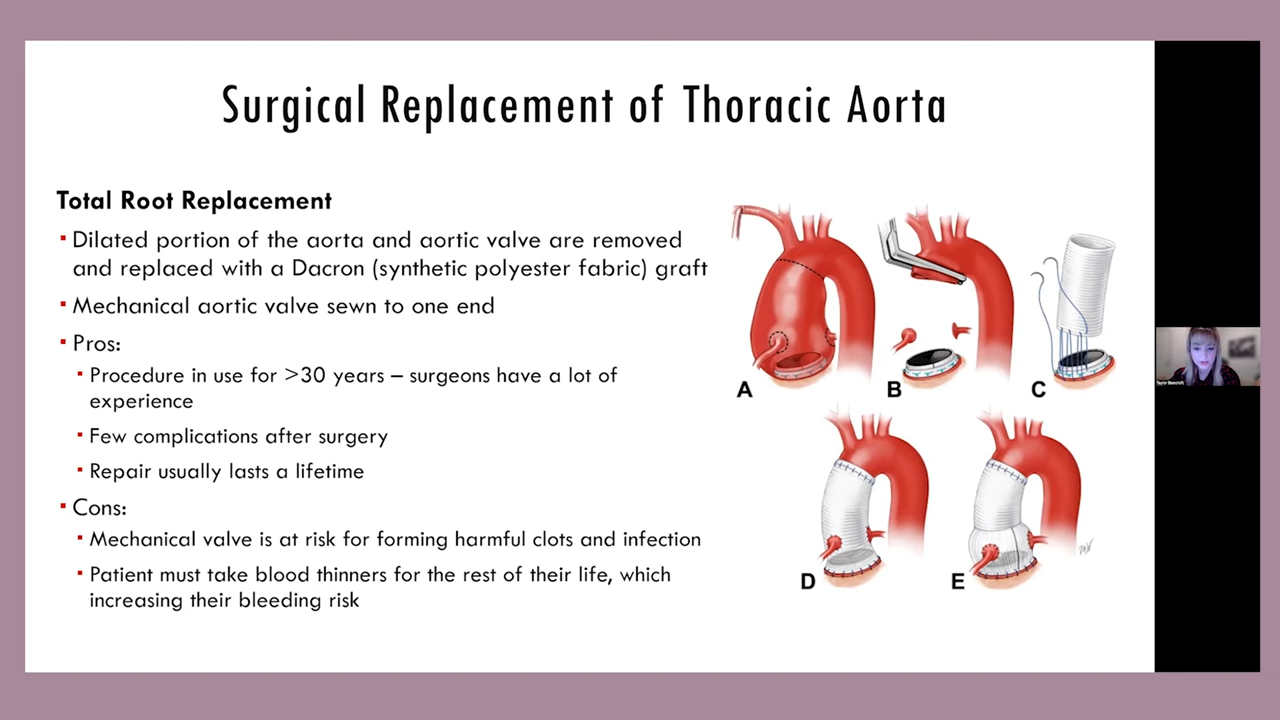 Surgical Replacement of Thoracic Aorta
Total Root Replacement
Dilated portion of the aorta and aortic valve are removed
and replaced with a Dacron (synthetic polyester fabric) graft
Mechanical aortic valve sewn to one end
Pros:
Procedure in use for >30 years – surgeons have a lot of
experience
Few complications after surgery
Repair usually lasts a lifetime
Cons:
Mechanical valve is at risk for forming harmful clots and infection
Patient must take blood thinners for the rest of their life, which
increasing their bleeding risk
A
B
C
D
E
Taylor Beecroft